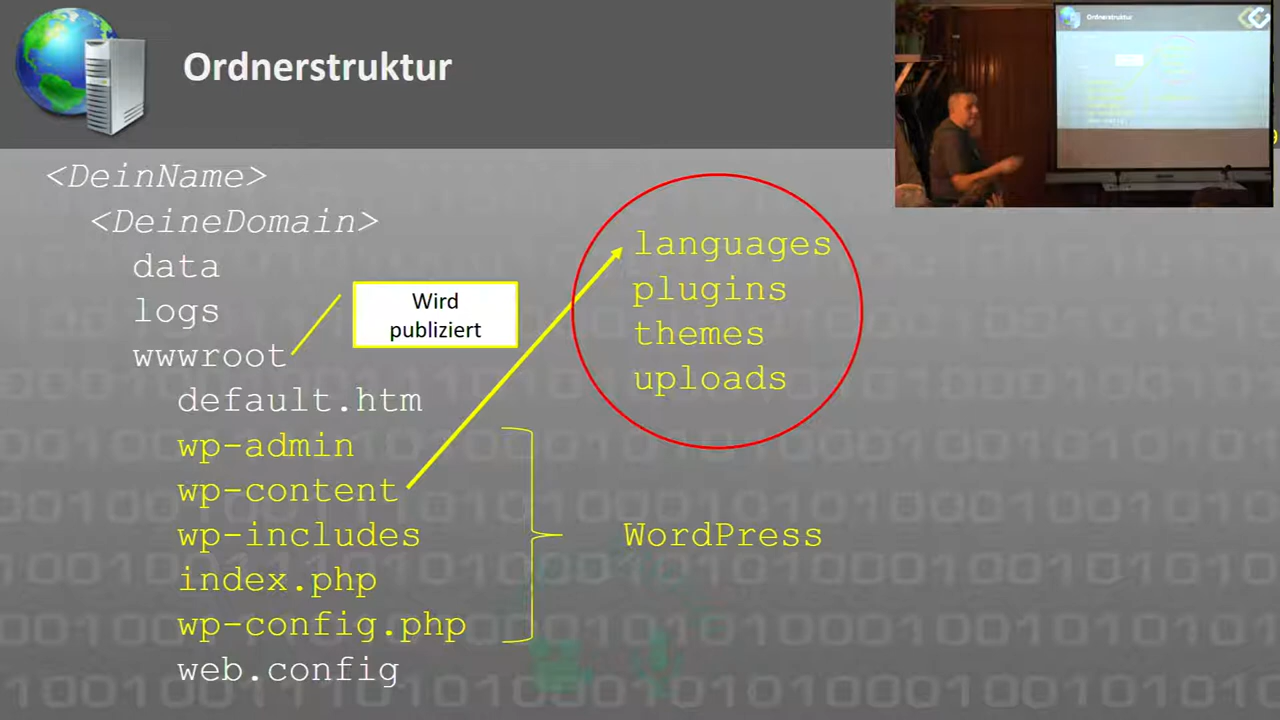 Ordnerstruktur
Ordnerstruktur
<DeinName>
<DeineDomain>
data
logs
wwwroot
Wird
publiziert
default.htm
wp-admin
wp-content
wp-includes
index.php
wp-config.php
web.config
languages
plugins
themes
uploads
WordPress